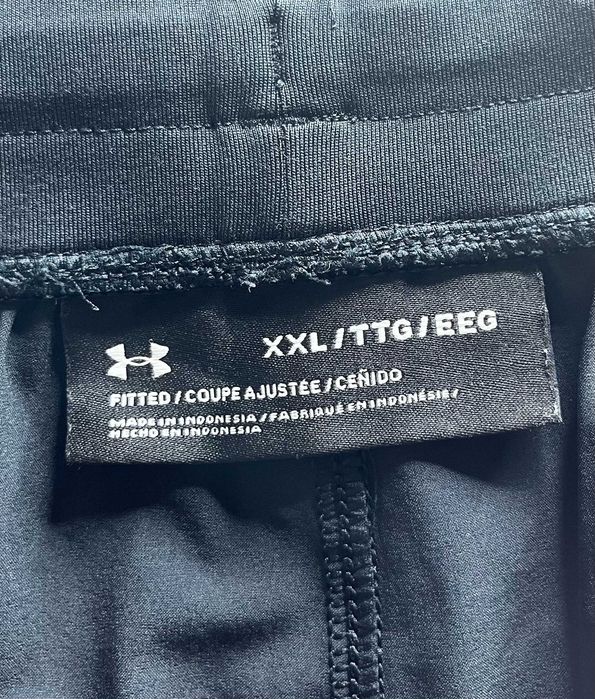 XXL/TTG/EEG
FITTED/COUPE AJUSTÉE/CEÑIDO
MADE IN INDONESIA/FABRIQUÉ EN INDONÉSIE/
HECHO EN INDONESIA